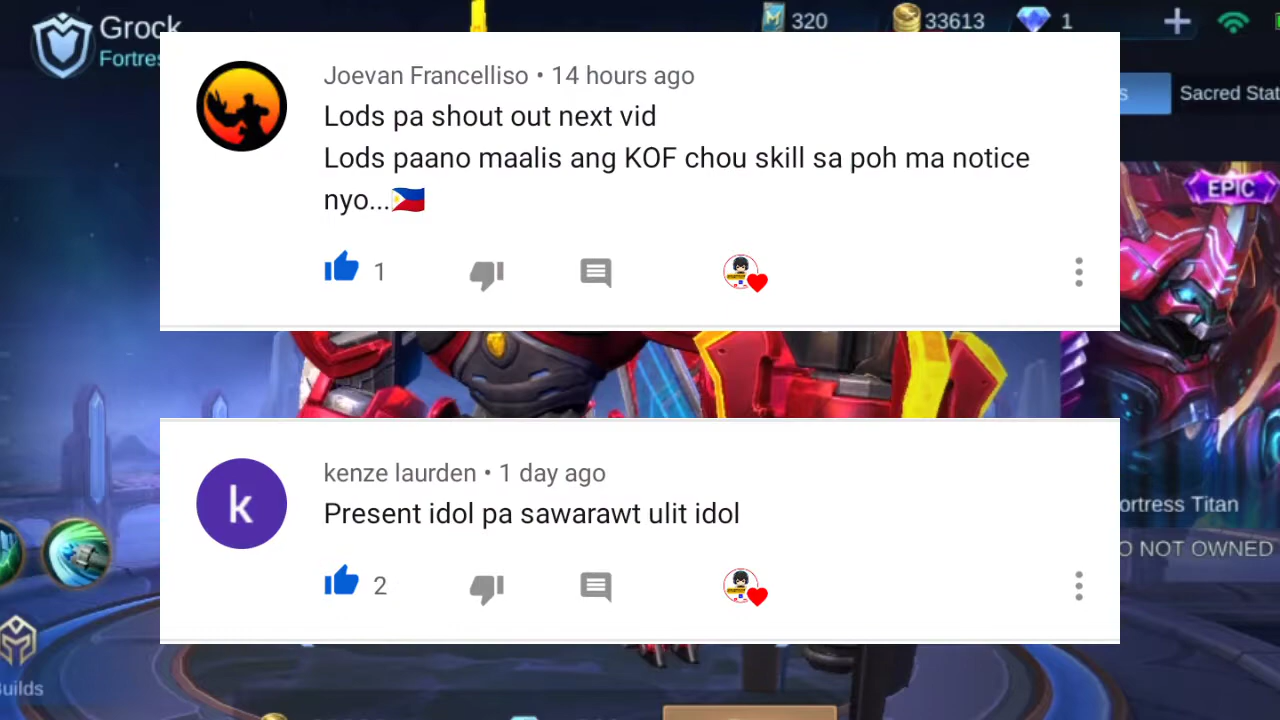 Grock
320
33613
1
Fortres
s
Sacred Stat
Joevan Francelliso • 14 hours ago
Lods pa shout out next vid
Lods paano maalis ang KOF chou skill sa poh ma notice
nyo...🇵🇭
1
EPIC
kenze laurden • 1 day ago
k
Present idol pa sawarawt ulit idol
2
ortress Titan
O NOT OWNED
uilds